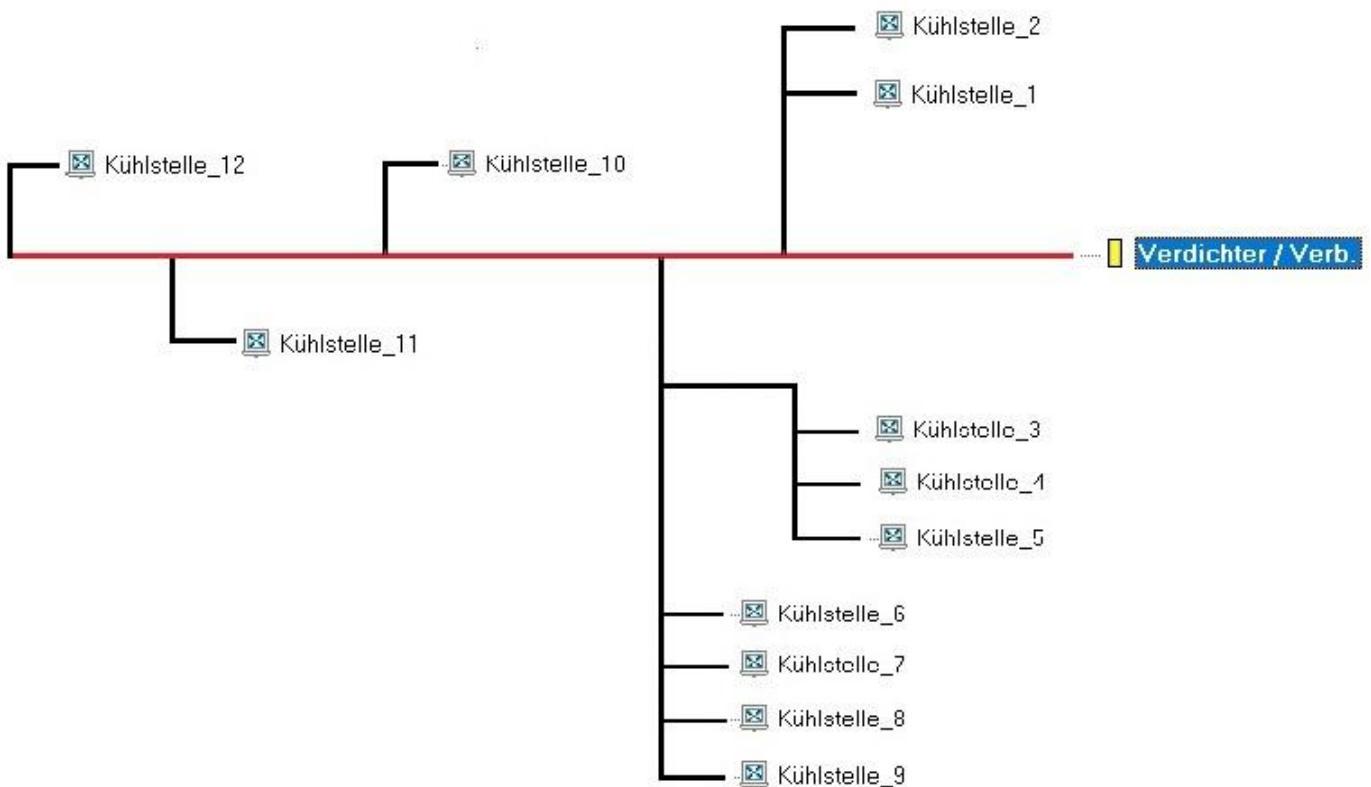 Kühlstelle_2
Kühlstelle_1
Kühlstelle_12
Kühlstelle_10
Verdichter / Verb.
Kühlstelle_11
Kühlstelle_3
Kühlstelle_4
Kühlstelle_5
Kühlstelle_6
Kühlstelle_7
Kühlstelle_8
Kühlstelle_9